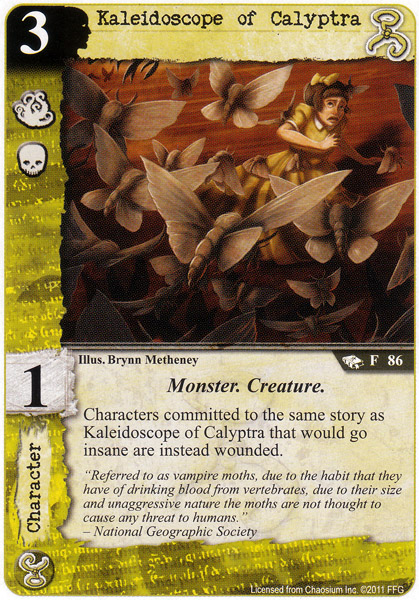 3
Kaleidoscope of Calyptra
Illus. Brynn Metheney
F 86
1
Monster. Creature.
Characters committed to the same story as
Kaleidoscope of Calyptra that would go
insane are instead wounded.
“Referred to as vampire moths, due to the habit that they
have of drinking blood from vertebrates, due to their size
and unaggressive nature the moths are not thought to
cause any threat to humans.”
– National Geographic Society
Character
Licensed from Chaosium Inc. ©2011 FFG